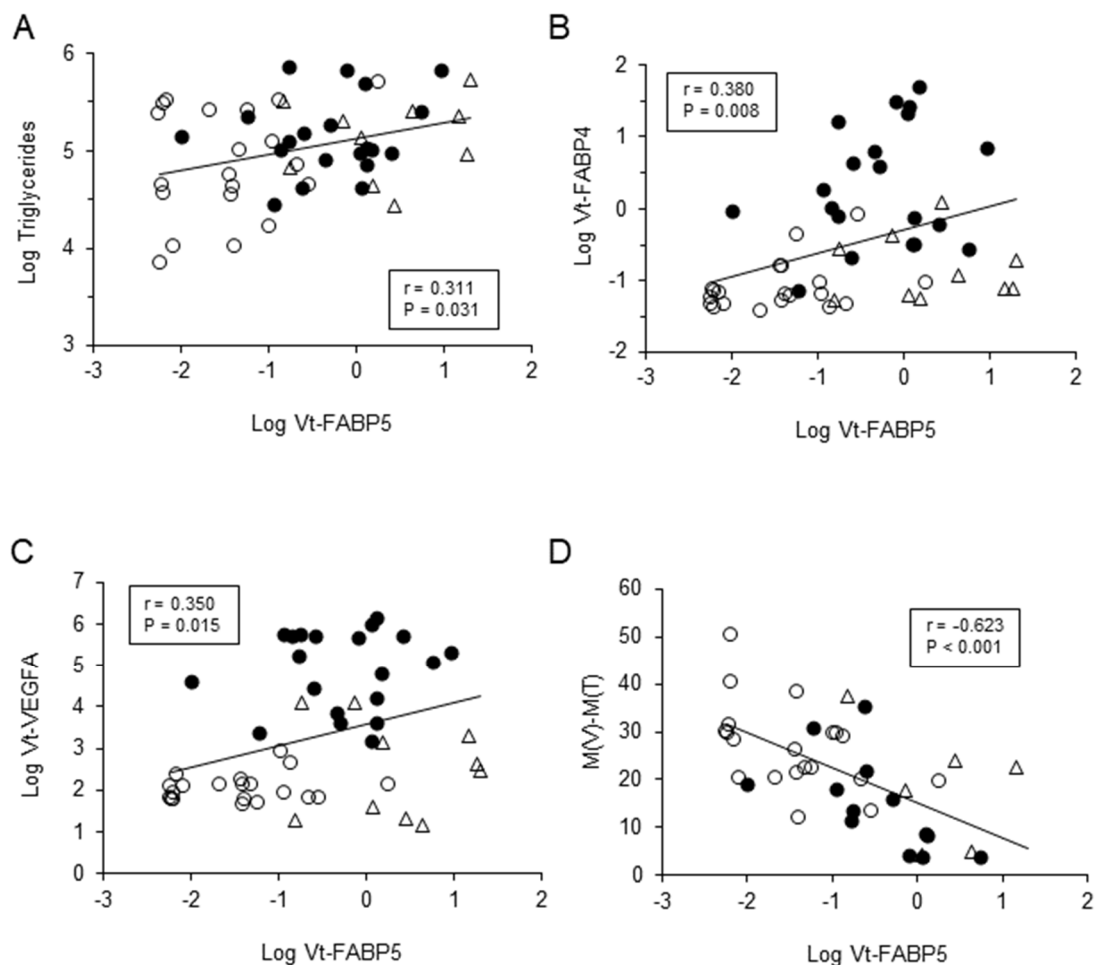 A
6
5
4
3
Log Triglycerides
r = 0.311
P = 0.031
-3 -2 -1 0 1 2
Log Vt-FABP5
B
2
1
0
-1
-2
Log Vt-FABP4
r = 0.380
P = 0.008
-3 -2 -1 0 1 2
Log Vt-FABP5
C
7
6
5
4
3
2
1
0
Log Vt-VEGFA
r = 0.350
P = 0.015
-3 -2 -1 0 1 2
Log Vt-FABP5
D
60
50
40
30
20
10
0
M(V)-M(T)
r = -0.623
P < 0.001
-3 -2 -1 0 1 2
Log Vt-FABP5